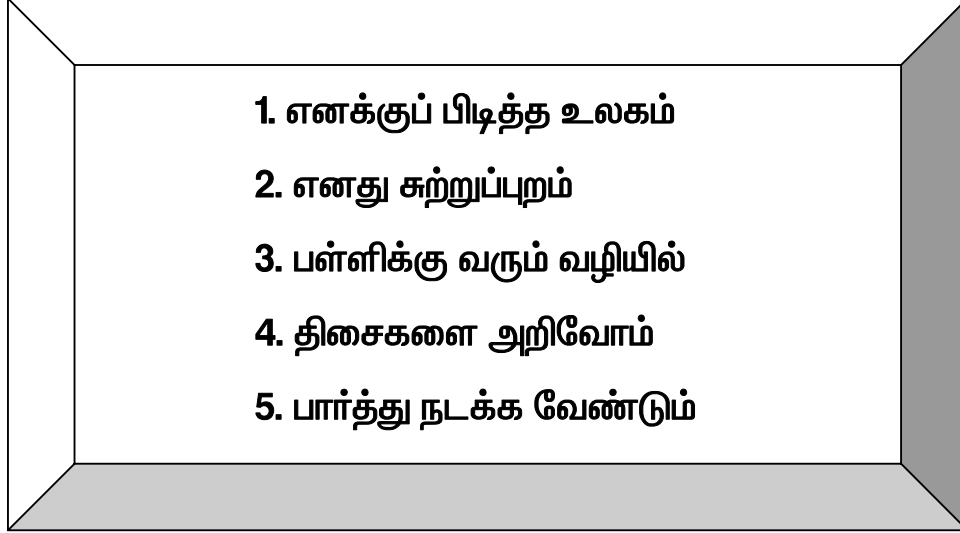 1. எனக்குப் பிடித்த உலகம்
2. எனது சுற்றுப்புறம்
3. பள்ளிக்கு வரும் வழியில்
4. திசைகளை அறிவோம்
5. பார்த்து நடக்க வேண்டும்